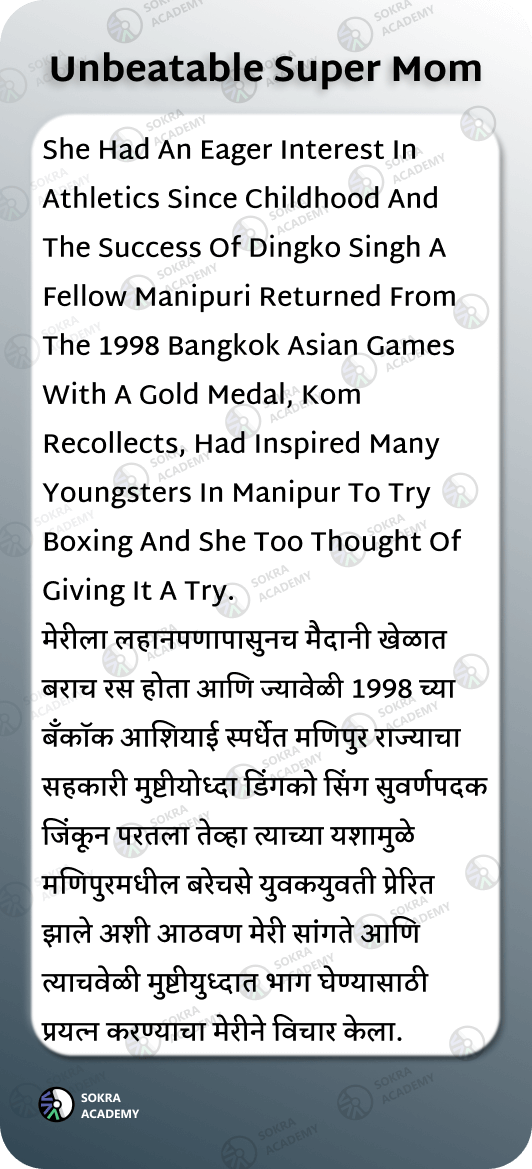 Unbeatable Super Mom
She Had An Eager Interest In
Athletics Since Childhood And
The Success Of Dingko Singh A
Fellow Manipuri Returned From
The 1998 Bangkok Asian Games
With A Gold Medal, Kom
Recollects, Had Inspired Many
Youngsters In Manipur To Try
Boxing And She Too Thought Of
Giving It A Try.
मेरीला लहानपणापासुनच मैदानी खेळात
बराच रस होता आणि ज्यावेळी 1998 च्या
बँकॉक आशियाई स्पर्धेत मणिपुर राज्याचा
सहकारी मुष्टीयोध्दा डिंगको सिंग सुवर्णपदक
जिंकून परतला तेव्हा त्याच्या यशामुळे
मणिपुरमधील बरेचसे युवकयुवती प्रेरित
झाले अशी आठवण मेरी सांगते आणि
त्याचवेळी मुष्टीयुध्दात भाग घेण्यासाठी
प्रयत्न करण्याचा मेरीने विचार केला.
SOKRA
ACADEMY